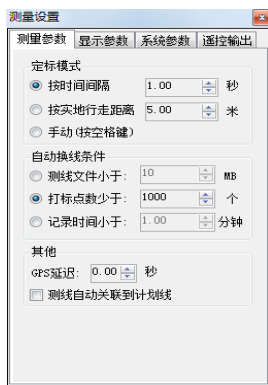 测量设置
测量参数 显示参数 系统参数 遥控输出
定标模式
按时间间隔 1.00 秒
按实地行走距离 5.00 米
手动(按空格键)
自动换线条件
测线文件小于: 10 MB
打标点数少于: 1000 个
记录时间小于: 1.00 分钟
其他
GPS延迟: 0.00 秒
测线自动关联到计划线